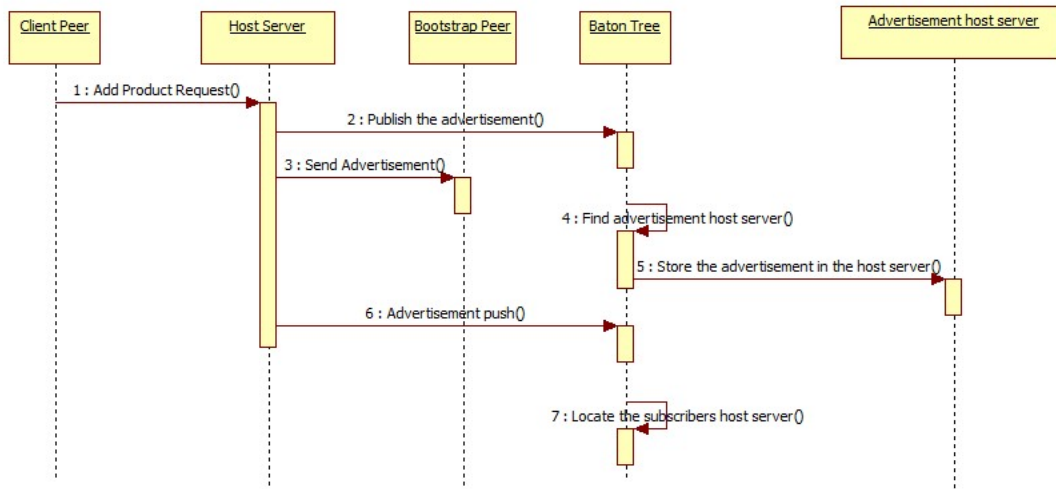 Client Peer
Host Server
Bootstrap Peer
Baton Tree
Advertisement host server
1 : Add Product Request()
2 : Publish the advertisement()
3 : Send Advertisement()
4 : Find advertisement host server()
5 : Store the advertisement in the host server()
6 : Advertisement push()
7 : Locate the subscribers host server()